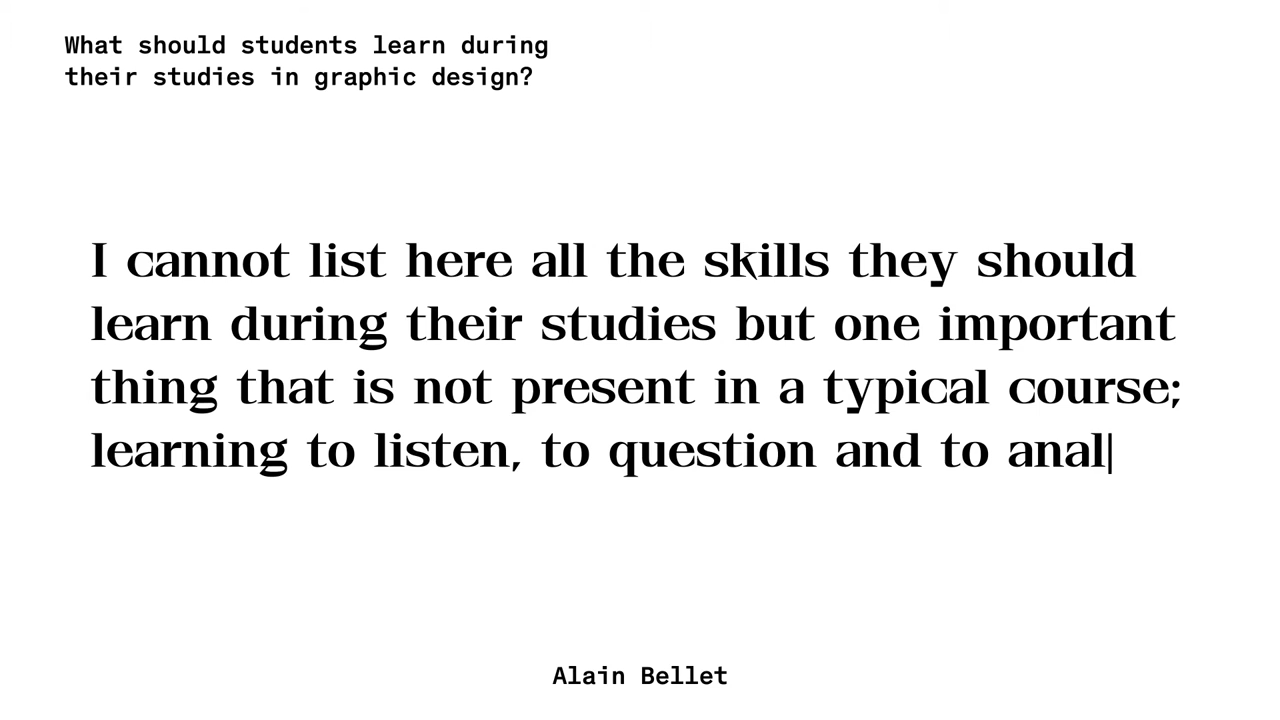 What should students learn during
their studies in graphic design?
I cannot list here all the skills they should
learn during their studies but one important
thing that is not present in a typical course;
learning to listen, to question and to anal
Alain Bellet